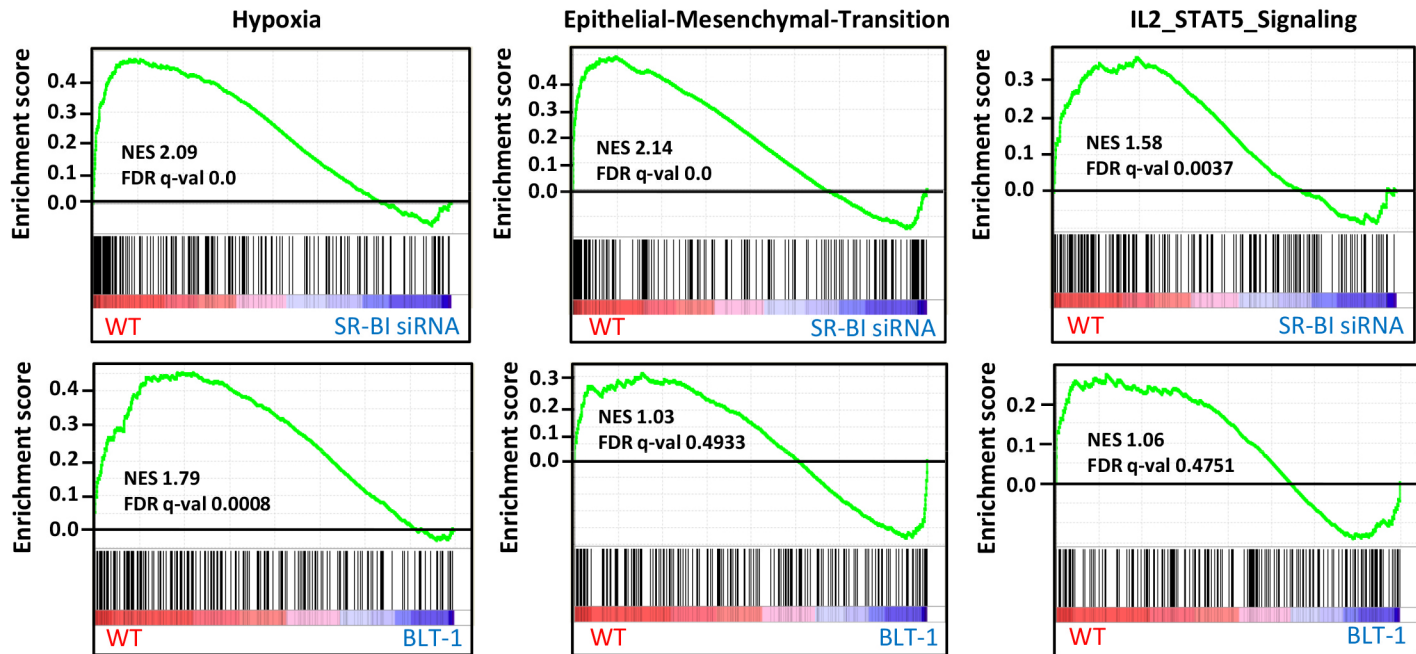 Hypoxia
Epithelial-Mesenchymal-Transition
IL2_STAT5_Signaling
Enrichment score
0.4
0.3
0.2
0.1
0.0
NES 2.09
FDR q-val 0.0
WT
SR-BI siRNA
Enrichment score
0.4
0.3
0.2
0.1
0.0
NES 2.14
FDR q-val 0.0
WT
SR-BI siRNA
Enrichment score
0.3
0.2
0.1
0.0
NES 1.58
FDR q-val 0.0037
WT
SR-BI siRNA
Enrichment score
0.4
0.3
0.2
0.1
0.0
NES 1.79
FDR q-val 0.0008
WT
BLT-1
Enrichment score
0.3
0.2
0.1
0.0
NES 1.03
FDR q-val 0.4933
WT
BLT-1
Enrichment score
0.2
0.1
0.0
NES 1.06
FDR q-val 0.4751
WT
BLT-1